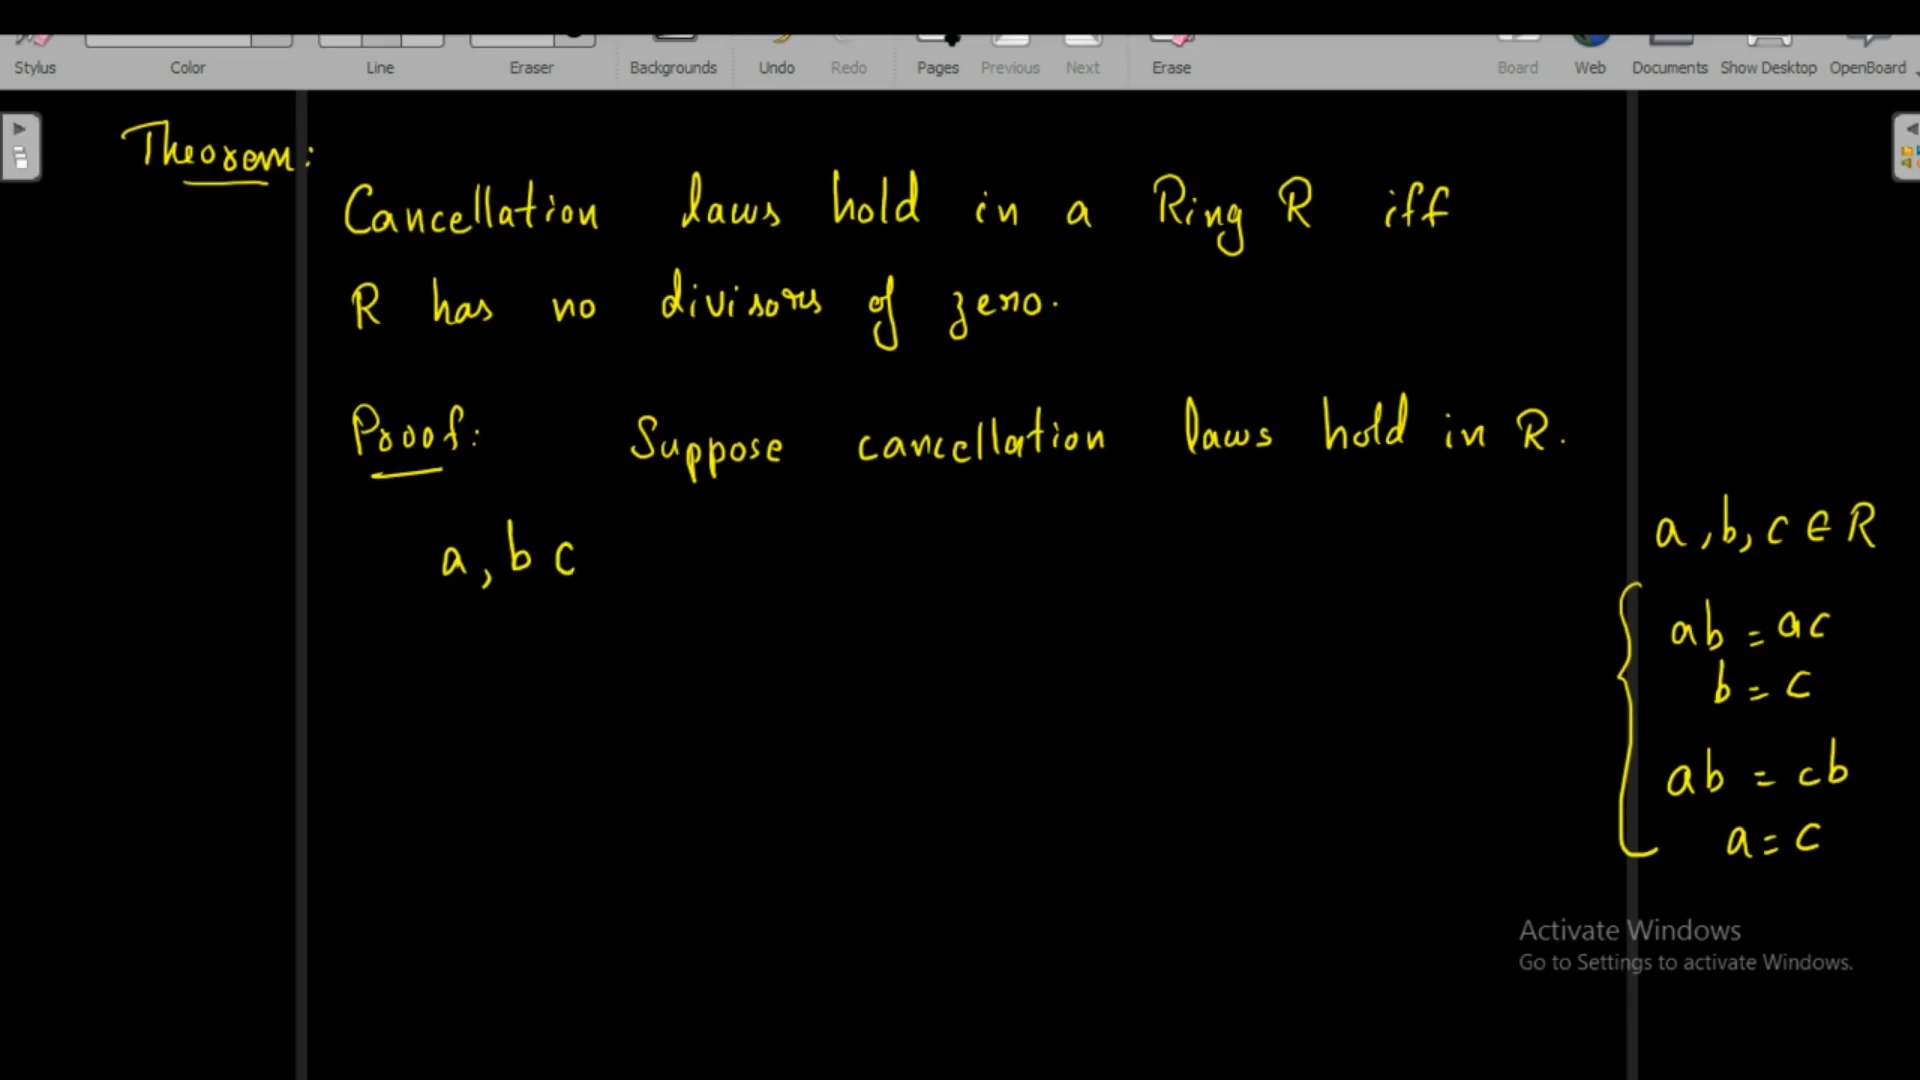 Stylus Color Line Eraser Backgrounds Undo Redo Pages Previous Next Erase Board Web Documents Show Desktop OpenBoard
Theorem:
Cancellation laws hold in a Ring R iff
R has no divisors of zero.
Proof: Suppose cancellation laws hold in R.
a, b c
a, b, c ∈ R
ab = ac
b = c
ab = cb
a = c
Activate Windows
Go to Settings to activate Windows.